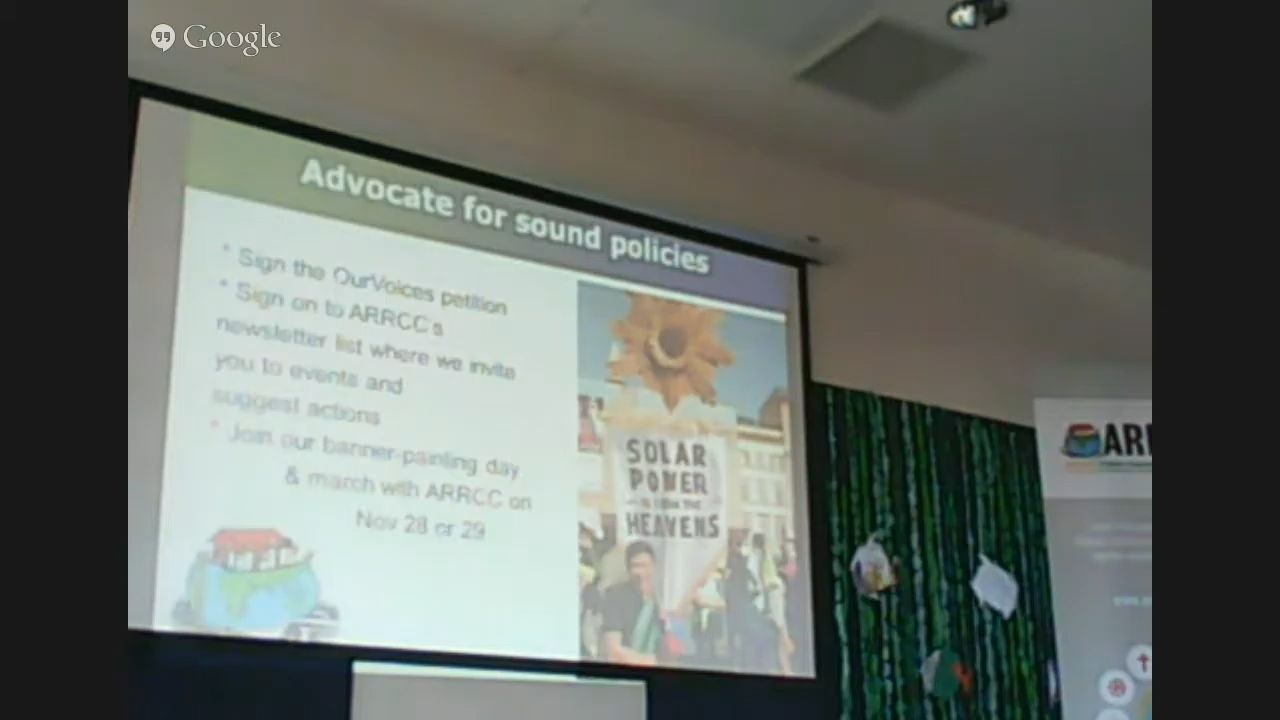 Google
Advocate for sound policies
* Sign the OurVoices petition
* Sign on to ARRCC's
newsletter list where we invite
you to events and
suggest actions
* Join our banner-painting day
& march with ARRCC on
Nov 28 or 29
SOLAR
POWER
HEAVENS
ARR